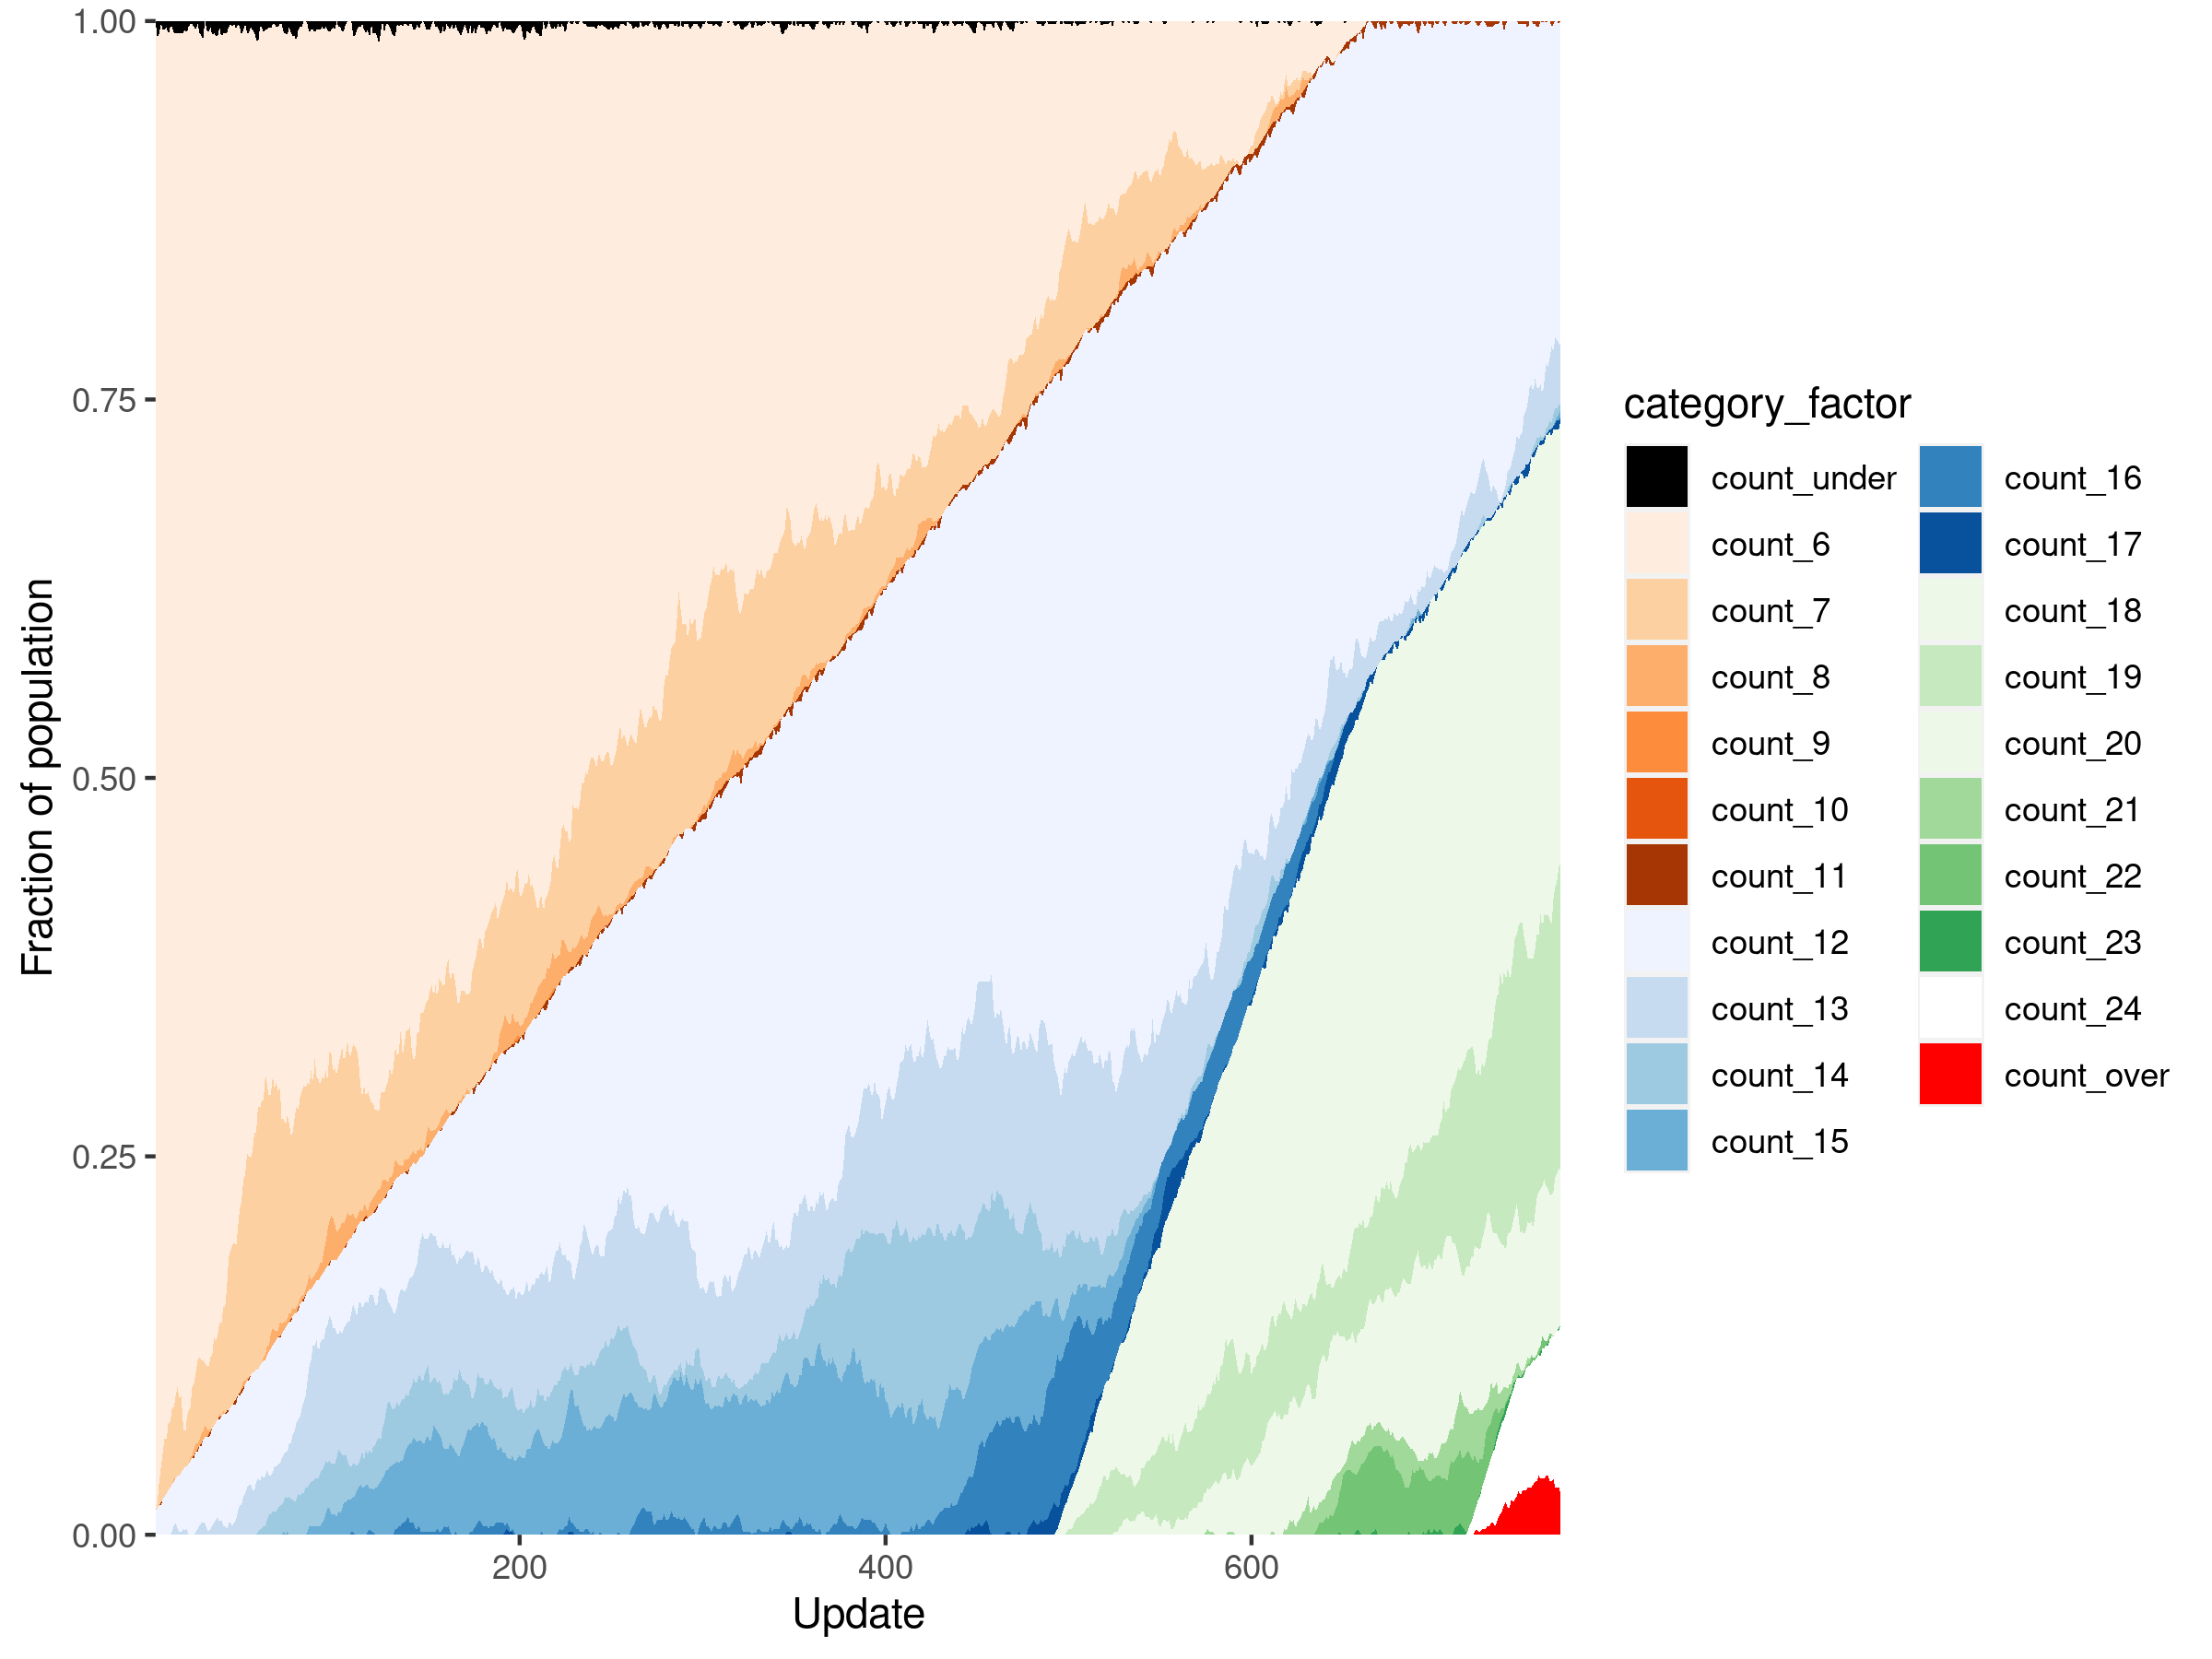 1.00
0.75
0.50
0.25
0.00
Fraction of population
200
400
600
Update
category_factor
count_under
count_6
count_7
count_8
count_9
count_10
count_11
count_12
count_13
count_14
count_15
count_16
count_17
count_18
count_19
count_20
count_21
count_22
count_23
count_24
count_over